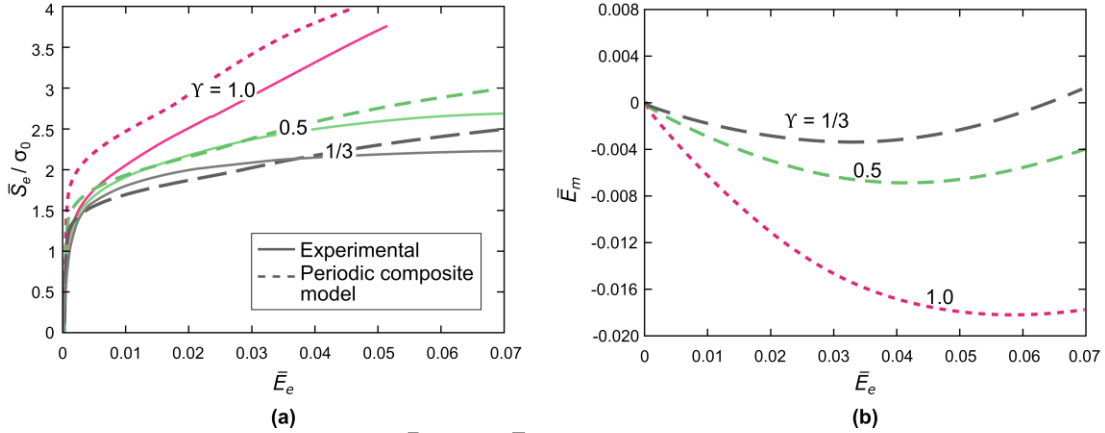 4
3.5
3
2.5
2
1.5
1
0.5
0
S̄e / σ0
ϒ = 1.0
0.5
1/3
Experimental
Periodic composite
model
0 0.01 0.02 0.03 0.04 0.05 0.06 0.07
Ēe
(a)
0.008
0.004
0
-0.004
-0.008
-0.012
-0.016
-0.020
Ēm
ϒ = 1/3
0.5
1.0
0 0.01 0.02 0.03 0.04 0.05 0.06 0.07
Ēe
(b)